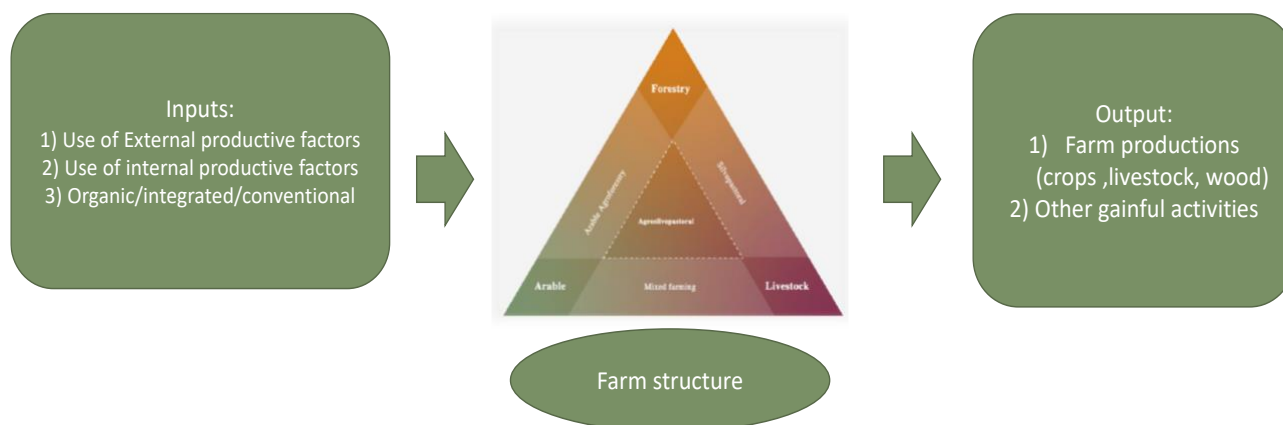 Inputs:
1) Use of External productive factors
2) Use of internal productive factors
3) Organic/integrated/conventional
Forestry
Arable Agroforestry
Silvopastoral
Agrosilvopastoral
Arable
Mixed farming
Livestock
Farm structure
Output:
1) Farm productions
(crops ,livestock, wood)
2) Other gainful activities